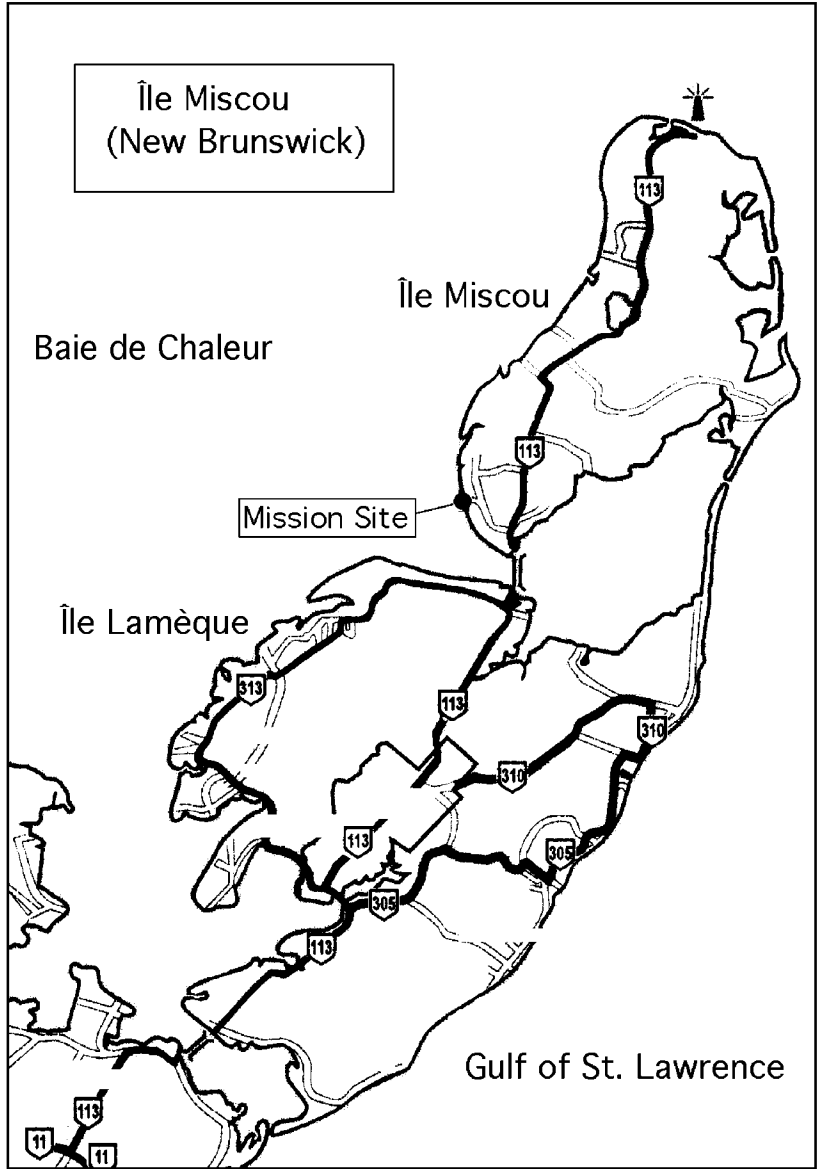 Île Miscou
(New Brunswick)
113
Île Miscou
Baie de Chaleur
113
Mission Site
Île Lamèque
313
113
310
310
113
305
305
113
Gulf of St. Lawrence
113
11
11